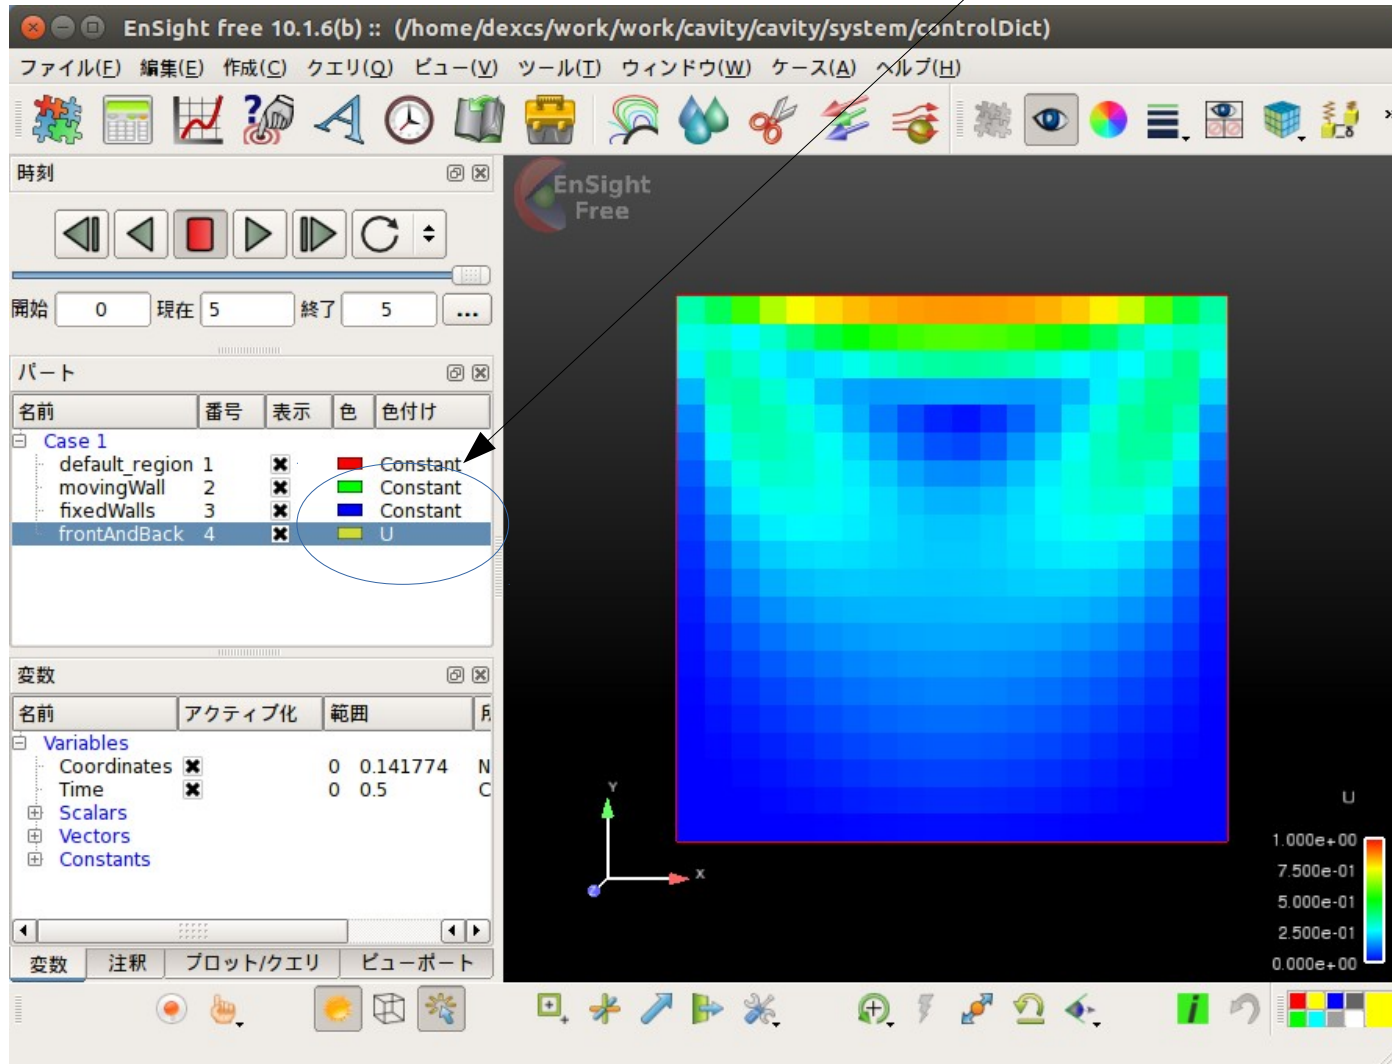 EnSight free 10.1.6(b) :: (/home/dexcs/work/work/cavity/cavity/system/controlDict)
ファイル(F) 編集(E) 作成(C) クエリ(Q) ビュー(V) ツール(T) ウィンドウ(W) ケース(A) ヘルプ(H)
時刻
EnSight
Free
開始 0 現在 5 終了 5 ...
パート
名前 番号 表示 色 色付け
Case 1
default_region 1 Constant
movingWall 2 Constant
fixedWalls 3 Constant
frontAndBack 4 U
変数
名前 アクティブ化 範囲
Variables
Coordinates 0 0.141774 N
Time 0 0.5 C
Scalars
Vectors
Constants
Y
X
U
1.000e+00
7.500e-01
5.000e-01
2.500e-01
0.000e+00
変数 注釈 プロット/クエリ ビューポート